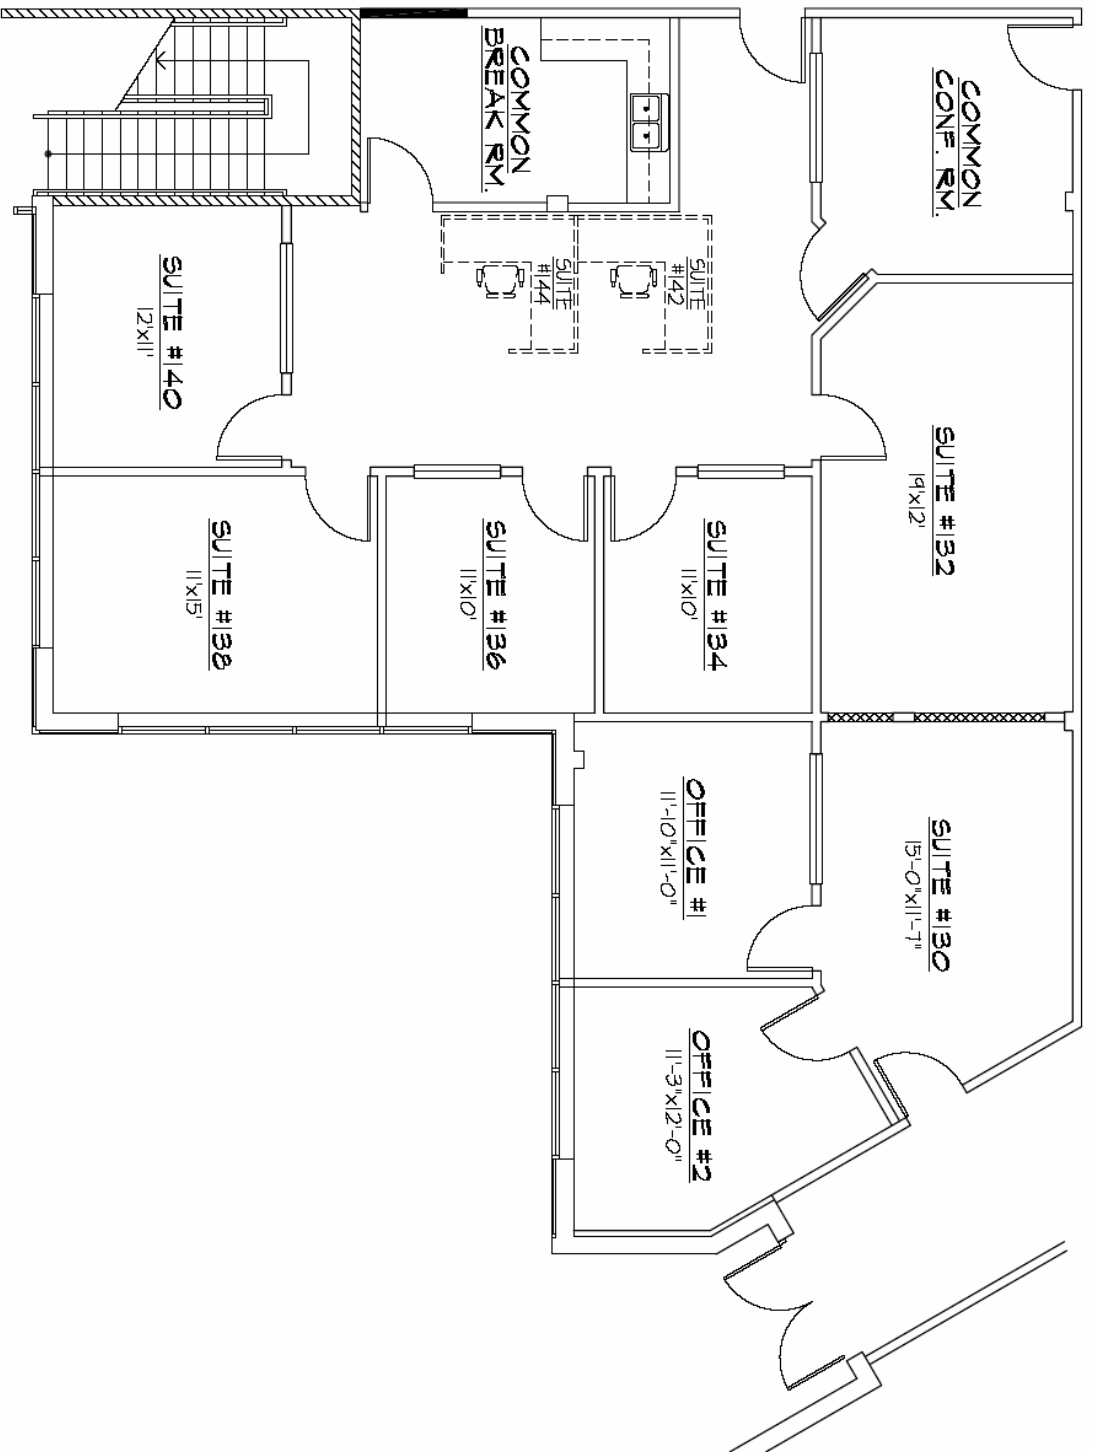 COMMON
BREAK RM.
COMMON
CONF. RM.
SUITE
#144
SUITE
#142
SUITE #140
12'x11'
SUITE #132
19'x12'
SUITE #138
11'x15'
SUITE #136
11'x10'
SUITE #134
11'x10'
OFFICE #1
11'-10"x11'-0"
SUITE #130
15'-0"x11'-7"
OFFICE #2
11'-3"x12'-0"